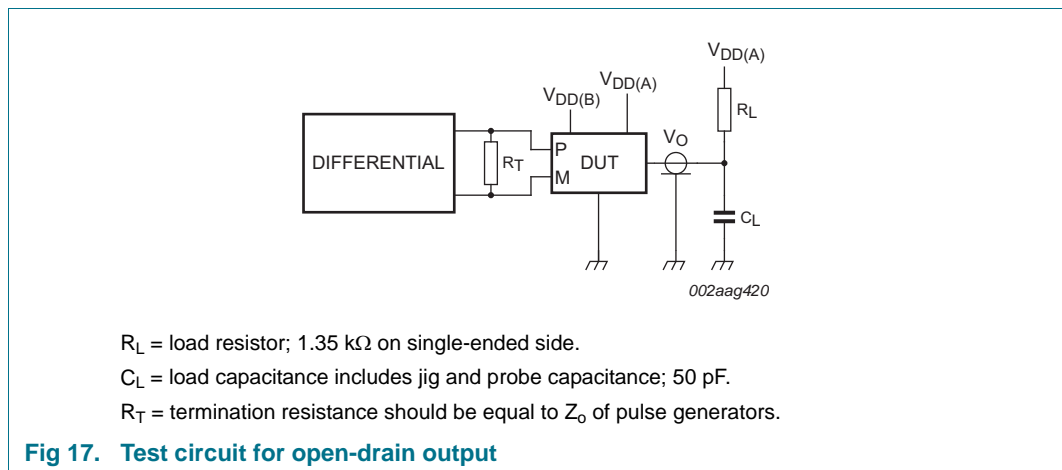 VDD(A)
VDD(A)
VDD(B)
RL
VO
DIFFERENTIAL
RT
P
DUT
M
CL
002aag420
RL = load resistor; 1.35 kΩ on single-ended side.
CL = load capacitance includes jig and probe capacitance; 50 pF.
RT = termination resistance should be equal to Zo of pulse generators.
Fig 17. Test circuit for open-drain output